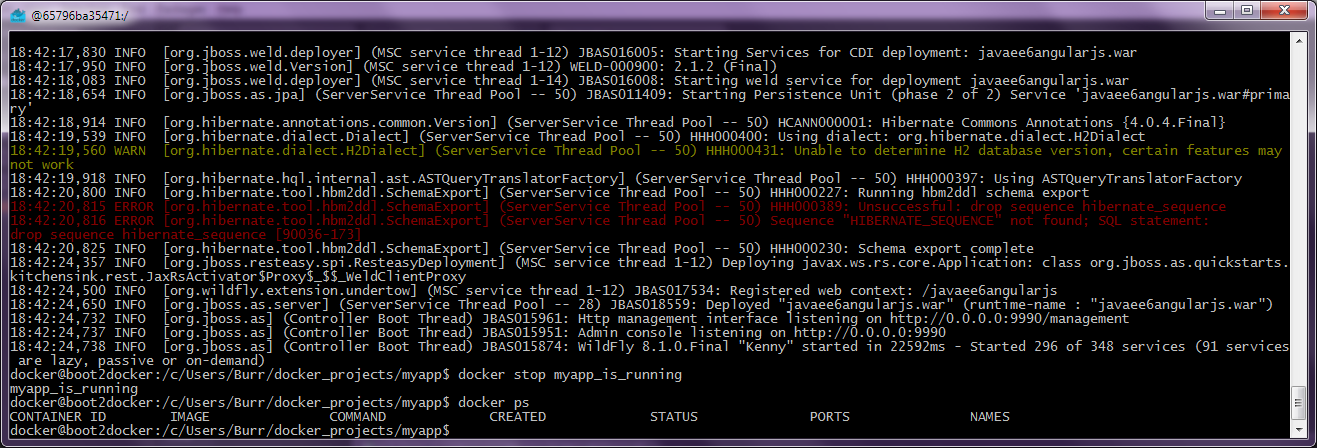 @65796ba35471:/
18:42:17,830 INFO  [org.jboss.weld.deployer] (MSC service thread 1-12) JBAS016005: Starting Services for CDI deployment: javaee6angularjs.war
18:42:17,950 INFO  [org.jboss.weld.Version] (MSC service thread 1-12) WELD-000900: 2.1.2 (Final)
18:42:18,083 INFO  [org.jboss.weld.deployer] (MSC service thread 1-14) JBAS016008: Starting weld service for deployment javaee6angularjs.war
18:42:18,654 INFO  [org.jboss.as.jpa] (ServerService Thread Pool -- 50) JBAS011409: Starting Persistence Unit (phase 2 of 2) Service 'javaee6angularjs.war#prima
ry'
18:42:18,914 INFO  [org.hibernate.annotations.common.Version] (ServerService Thread Pool -- 50) HCANN000001: Hibernate Commons Annotations {4.0.4.Final}
18:42:19,539 INFO  [org.hibernate.dialect.Dialect] (ServerService Thread Pool -- 50) HHH000400: Using dialect: org.hibernate.dialect.H2Dialect
18:42:19,560 WARN  [org.hibernate.dialect.H2Dialect] (ServerService Thread Pool -- 50) HHH000431: Unable to determine H2 database version, certain features may
not work
18:42:19,918 INFO  [org.hibernate.hql.internal.ast.ASTQueryTranslatorFactory] (ServerService Thread Pool -- 50) HHH000397: Using ASTQueryTranslatorFactory
18:42:20,800 INFO  [org.hibernate.tool.hbm2ddl.SchemaExport] (ServerService Thread Pool -- 50) HHH000227: Running hbm2ddl schema export
18:42:20,815 ERROR [org.hibernate.tool.hbm2ddl.SchemaExport] (ServerService Thread Pool -- 50) HHH000389: Unsuccessful: drop sequence hibernate_sequence
18:42:20,816 ERROR [org.hibernate.tool.hbm2ddl.SchemaExport] (ServerService Thread Pool -- 50) Sequence "HIBERNATE_SEQUENCE" not found; SQL statement:
drop sequence hibernate_sequence [90036-173]
18:42:20,825 INFO  [org.hibernate.tool.hbm2ddl.SchemaExport] (ServerService Thread Pool -- 50) HHH000230: Schema export complete
18:42:24,357 INFO  [org.jboss.resteasy.spi.ResteasyDeployment] (MSC service thread 1-12) Deploying javax.ws.rs.core.Application: class org.jboss.as.quickstarts.
kitchensink.rest.JaxRsActivator$Proxy$_$$_WeldClientProxy
18:42:24,500 INFO  [org.wildfly.extension.undertow] (MSC service thread 1-12) JBAS017534: Registered web context: /javaee6angularjs
18:42:24,650 INFO  [org.jboss.as.server] (ServerService Thread Pool -- 28) JBAS018559: Deployed "javaee6angularjs.war" (runtime-name : "javaee6angularjs.war")
18:42:24,732 INFO  [org.jboss.as] (Controller Boot Thread) JBAS015961: Http management interface listening on http://0.0.0.0:9990/management
18:42:24,737 INFO  [org.jboss.as] (Controller Boot Thread) JBAS015951: Admin console listening on http://0.0.0.0:9990
18:42:24,738 INFO  [org.jboss.as] (Controller Boot Thread) JBAS015874: WildFly 8.1.0.Final "Kenny" started in 22592ms - Started 296 of 348 services (91 services
 are lazy, passive or on-demand)
docker@boot2docker:/c/Users/Burr/docker_projects/myapp$ docker stop myapp_is_running
myapp_is_running
docker@boot2docker:/c/Users/Burr/docker_projects/myapp$ docker ps
CONTAINER ID        IMAGE               COMMAND             CREATED             STATUS              PORTS               NAMES
docker@boot2docker:/c/Users/Burr/docker_projects/myapp$